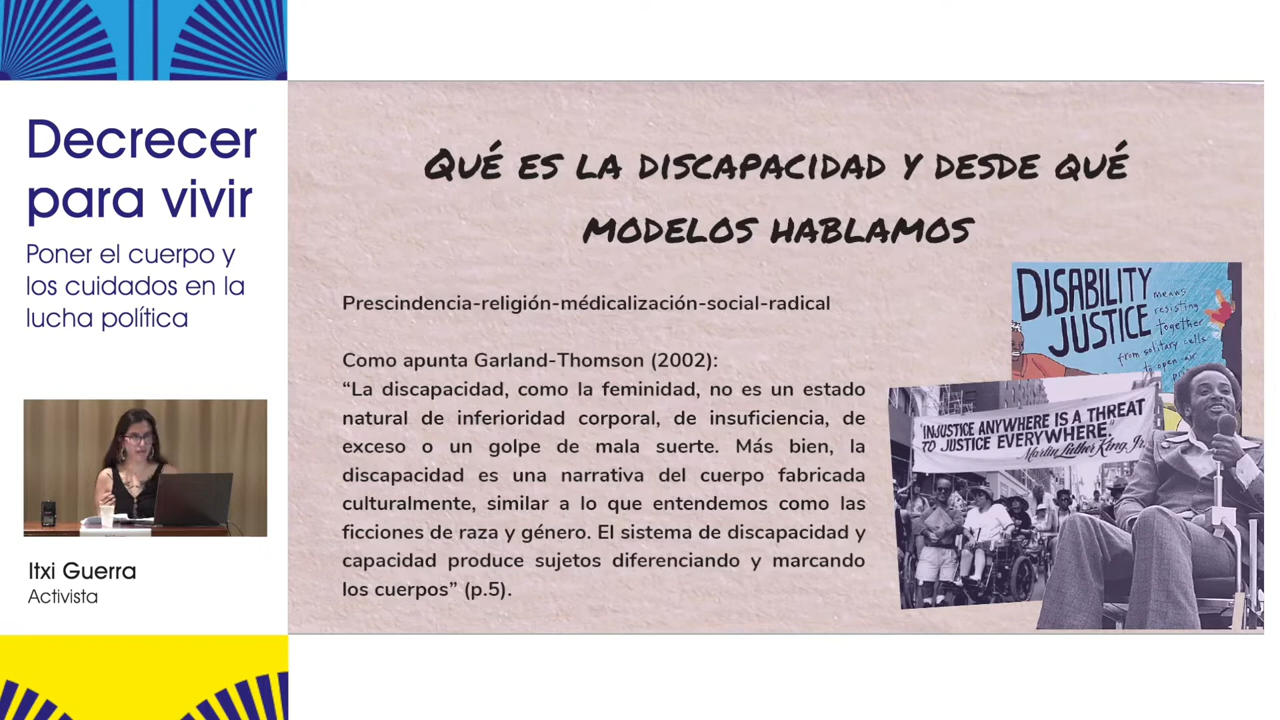 Decrecer
para vivir
Poner el cuerpo y
los cuidados en la
lucha política
Itxi Guerra
Activista
QUÉ ES LA DISCAPACIDAD Y DESDE QUÉ
MODELOS HABLAMOS
Prescindencia-religión-médicalización-social-radical
Como apunta Garland-Thomson (2002):
“La discapacidad, como la feminidad, no es un estado
natural de inferioridad corporal, de insuficiencia, de
exceso o un golpe de mala suerte. Más bien, la
discapacidad es una narrativa del cuerpo fabricada
culturalmente, similar a lo que entendemos como las
ficciones de raza y género. El sistema de discapacidad y
capacidad produce sujetos diferenciando y marcando
los cuerpos” (p.5).
DISABILITY
JUSTICE
means
resisting
together
from solitary cells
to open air
"INJUSTICE ANYWHERE IS A THREAT
TO JUSTICE EVERYWHERE."
Martin Luther King, Jr.